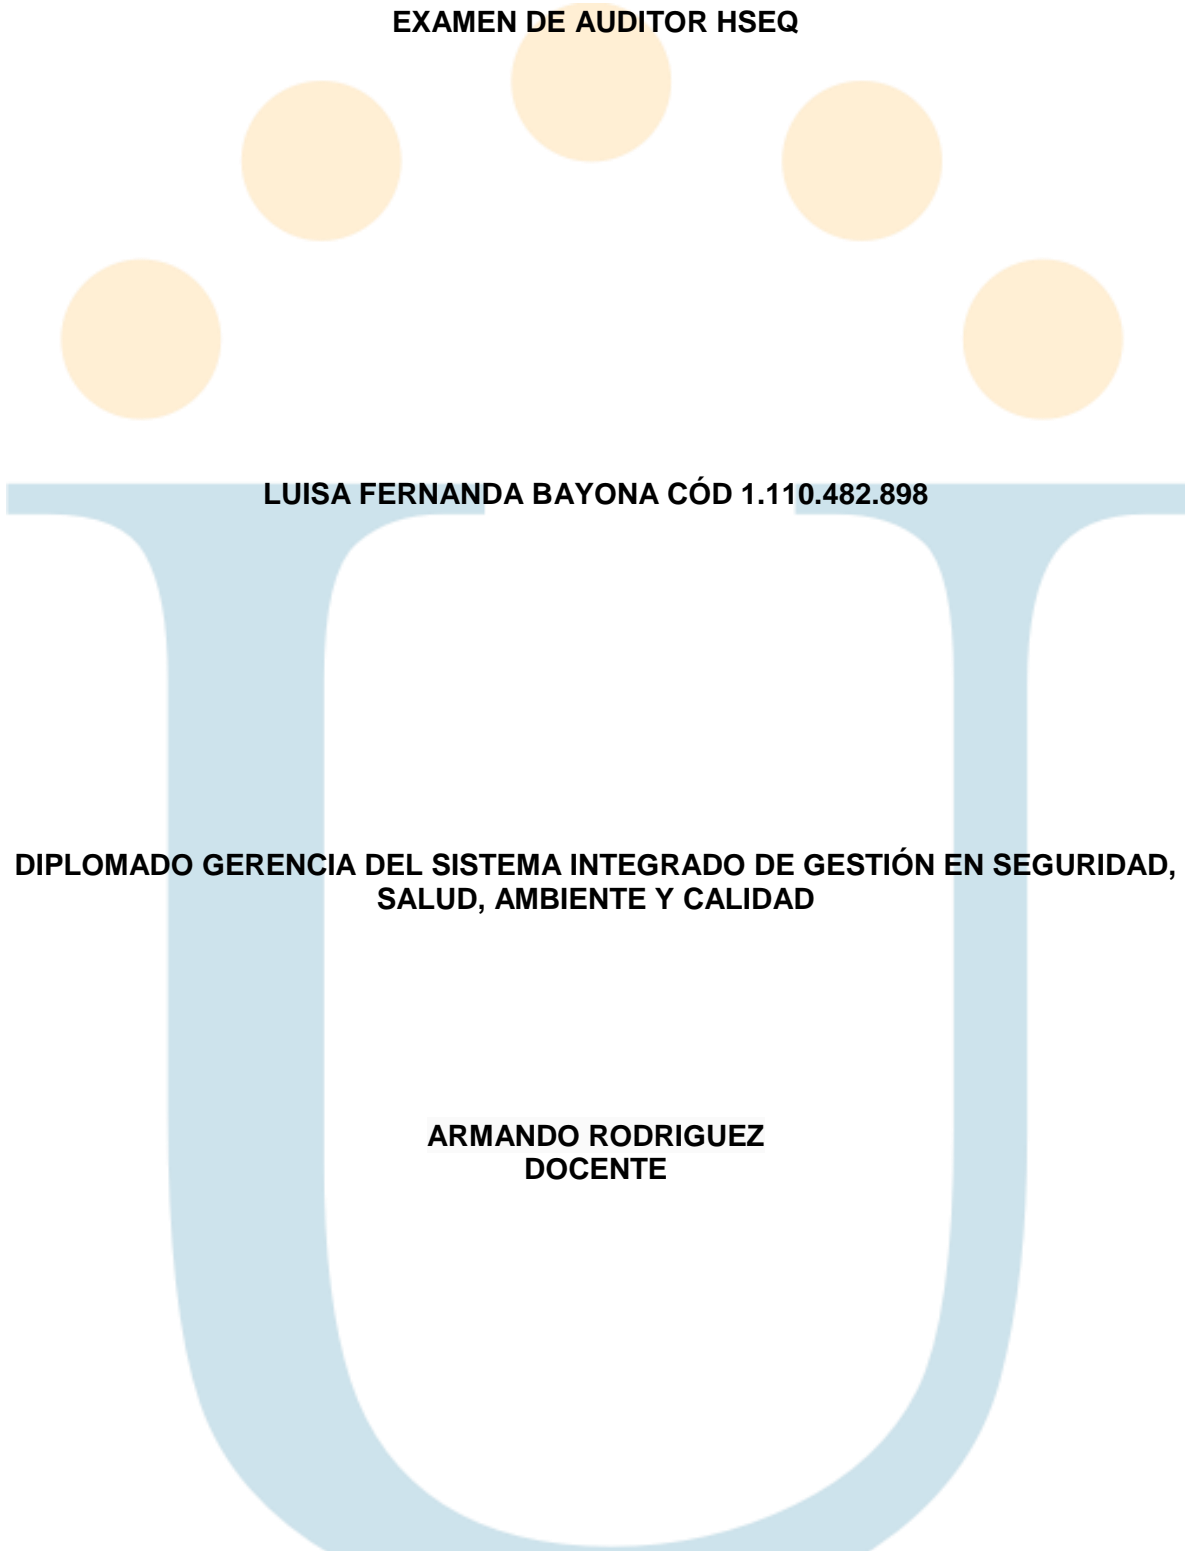 EXAMEN DE AUDITOR HSEQ
LUISA FERNANDA BAYONA CÓD 1.110.482.898
DIPLOMADO GERENCIA DEL SISTEMA INTEGRADO DE GESTIÓN EN SEGURIDAD,
SALUD, AMBIENTE Y CALIDAD
ARMANDO RODRIGUEZ
DOCENTE